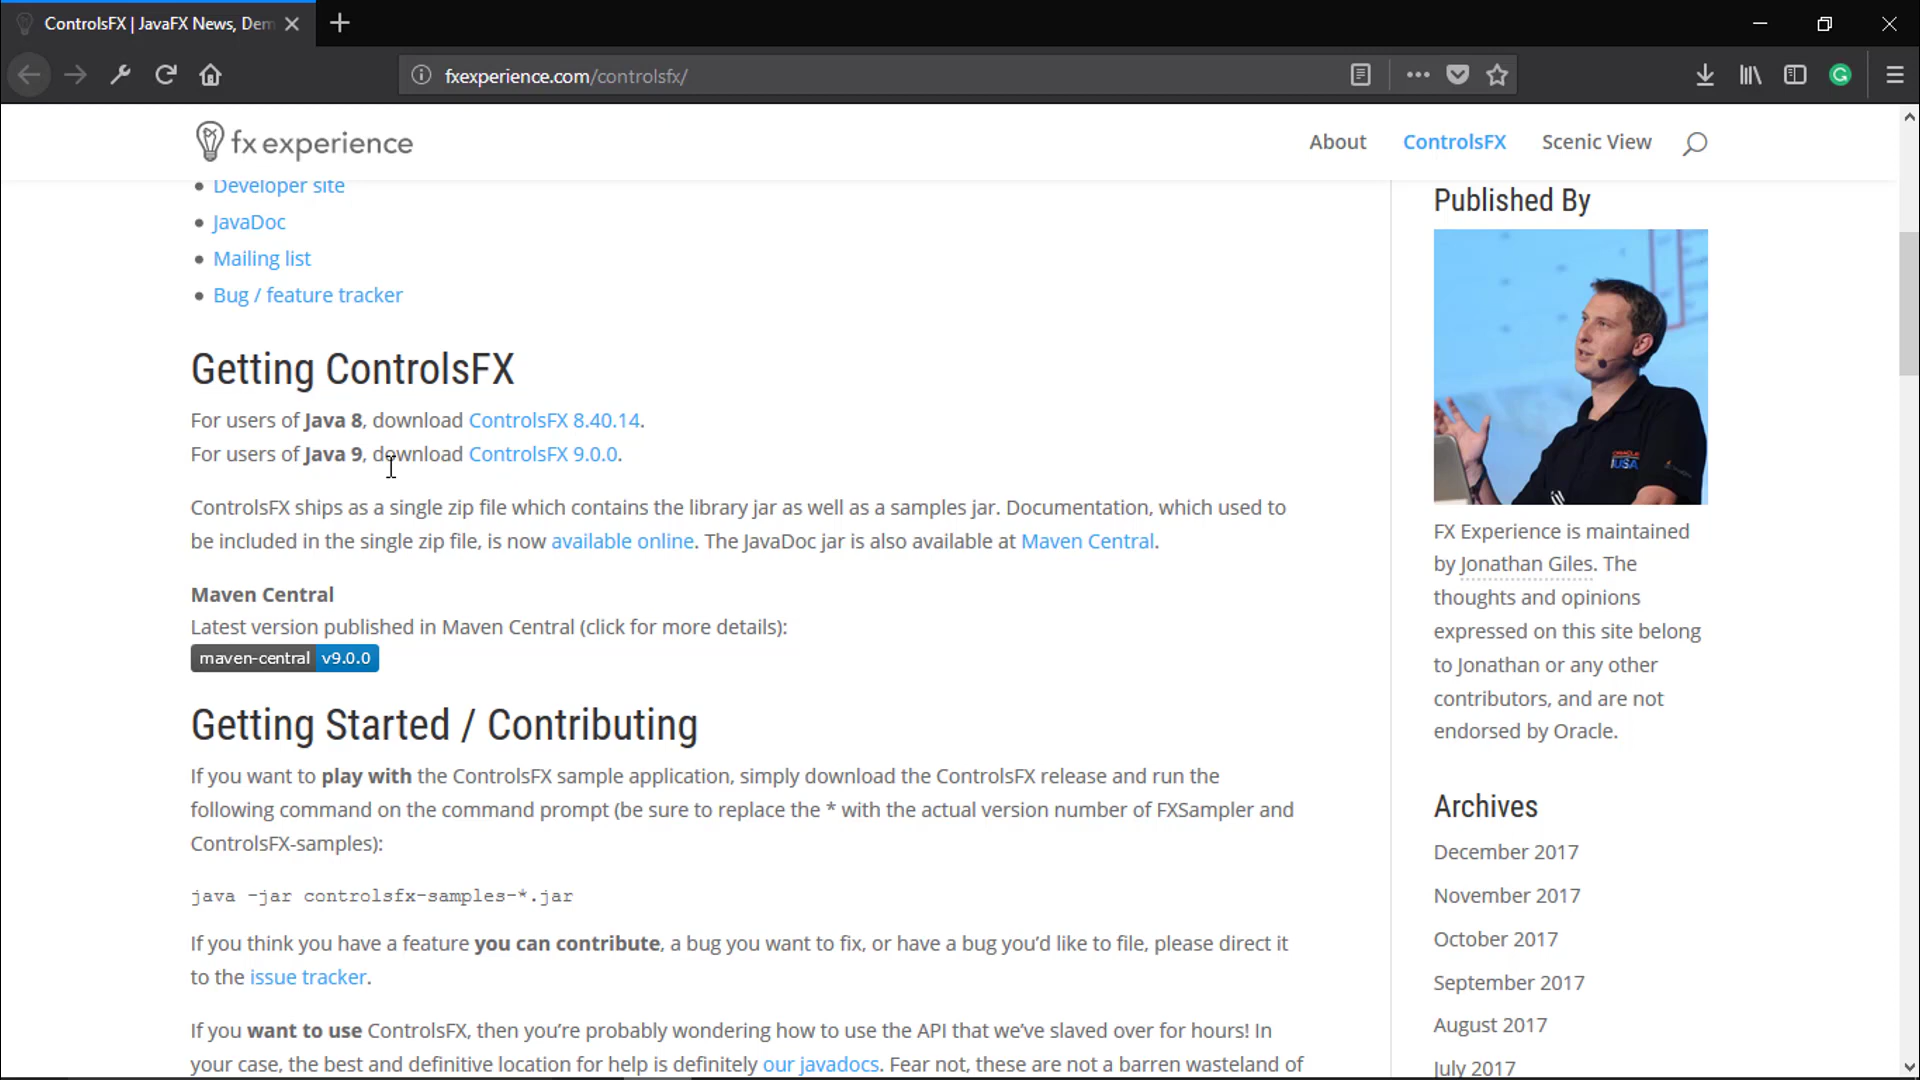 ControlsFX | JavaFX News, Dem
fxexperience.com/controlsfx/
fx experience
About
ControlsFX
Scenic View
Developer site
JavaDoc
Mailing list
Bug / feature tracker
Getting ControlsFX
For users of Java 8, download ControlsFX 8.40.14.
For users of Java 9, download ControlsFX 9.0.0.
ControlsFX ships as a single zip file which contains the library jar as well as a samples jar. Documentation, which used to
be included in the single zip file, is now available online. The JavaDoc jar is also available at Maven Central.
Maven Central
Latest version published in Maven Central (click for more details):
maven-central v9.0.0
Getting Started / Contributing
If you want to play with the ControlsFX sample application, simply download the ControlsFX release and run the
following command on the command prompt (be sure to replace the * with the actual version number of FXSampler and
ControlsFX-samples):
java -jar controlsfx-samples-*.jar
If you think you have a feature you can contribute, a bug you want to fix, or have a bug you’d like to file, please direct it
to the issue tracker.
If you want to use ControlsFX, then you’re probably wondering how to use the API that we’ve slaved over for hours! In
your case, the best and definitive location for help is definitely our javadocs. Fear not, these are not a barren wasteland of
Published By
ORACLE
USA
FX Experience is maintained
by Jonathan Giles. The
thoughts and opinions
expressed on this site belong
to Jonathan or any other
contributors, and are not
endorsed by Oracle.
Archives
December 2017
November 2017
October 2017
September 2017
August 2017
July 2017